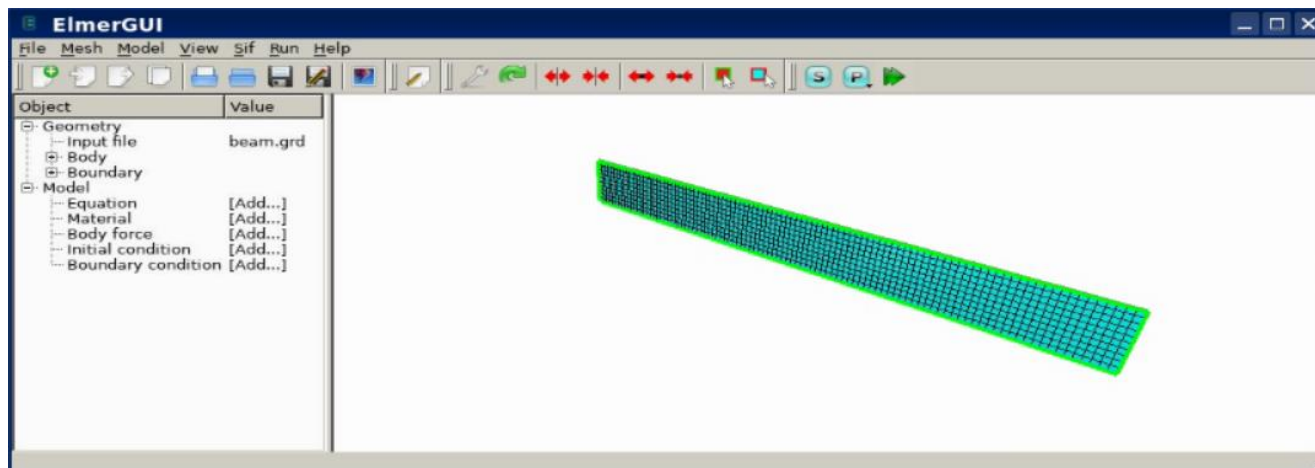 ElmerGUI
File Mesh Model View Sif Run Help
S P
Object Value
Geometry
Input file beam.grd
Body
Boundary
Model
Equation [Add...]
Material [Add...]
Body force [Add...]
Initial condition [Add...]
Boundary condition [Add...]